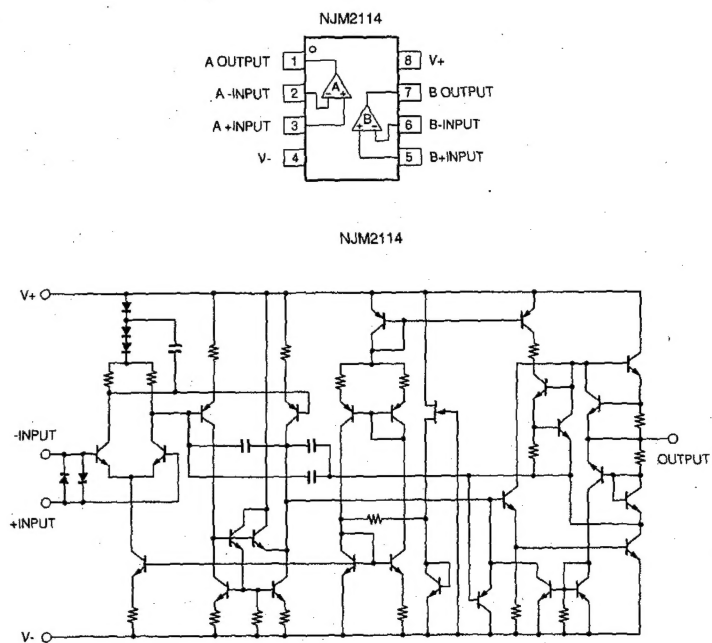 NJM2114
A OUTPUT 1 8 V+
A -INPUT 2 A -+ 7 B OUTPUT
A +INPUT 3 B +- 6 B-INPUT
V- 4 5 B+INPUT
NJM2114
V+
-INPUT
OUTPUT
+INPUT
V-